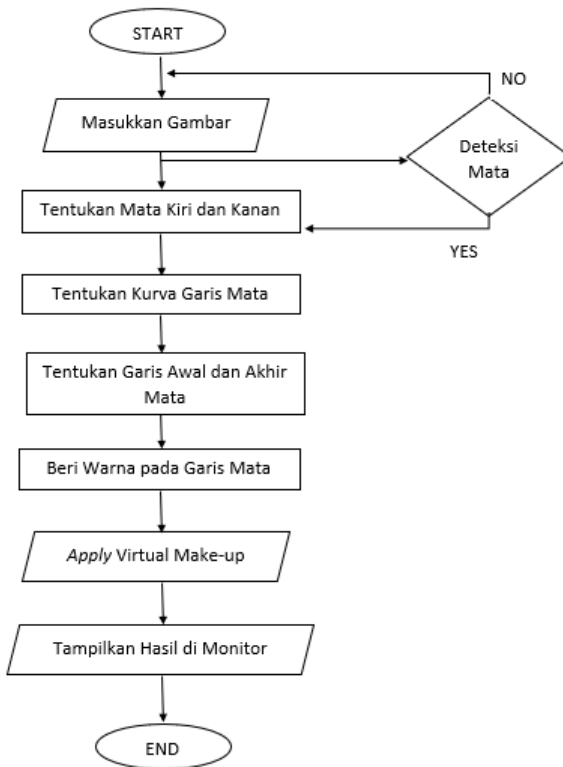 START
NO
Masukkan Gambar
Deteksi
Mata
Tentukan Mata Kiri dan Kanan
YES
Tentukan Kurva Garis Mata
Tentukan Garis Awal dan Akhir
Mata
Beri Warna pada Garis Mata
Apply Virtual Make-up
Tampilkan Hasil di Monitor
END